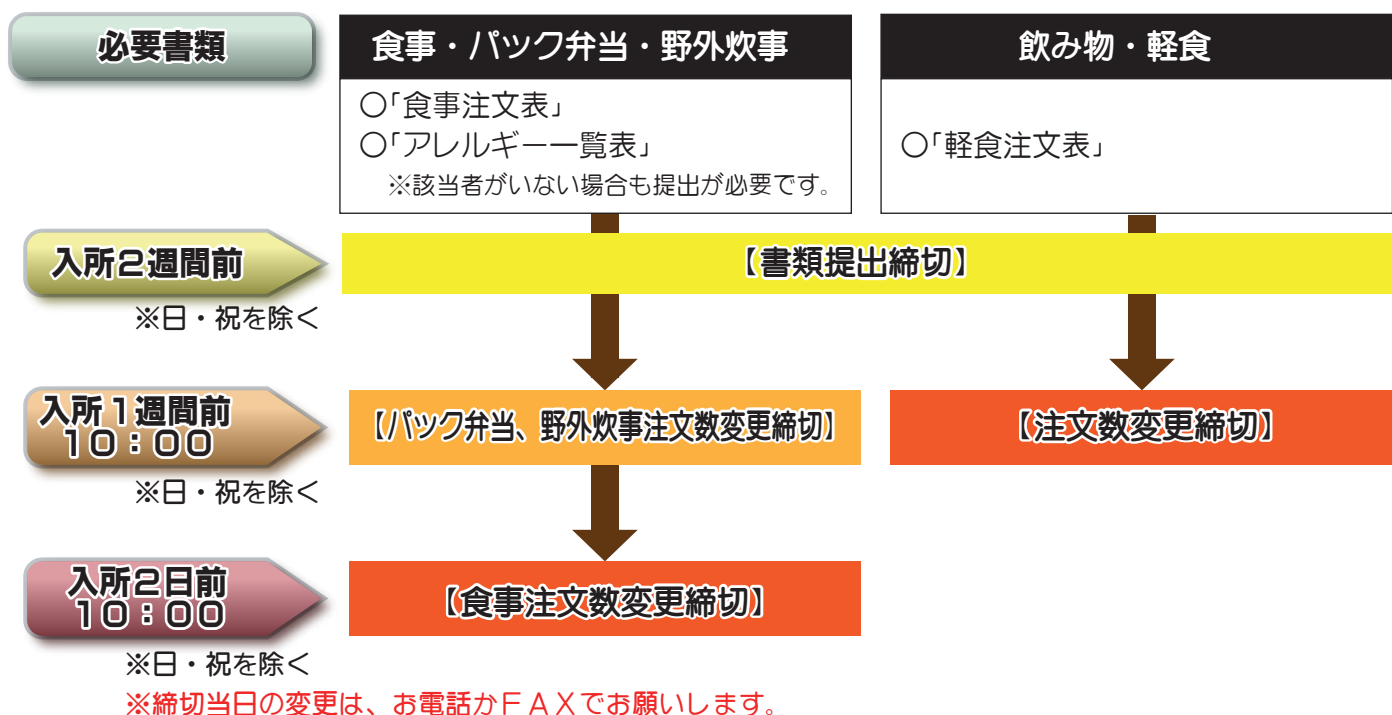 必要書類
食事・パック弁当・野外炊事
飲み物・軽食
〇「食事注文表」
〇「アレルギー一覧表」
※該当者がいない場合も提出が必要です。
〇「軽食注文表」
入所2週間前
【書類提出締切】
※日・祝を除く
入所1週間前
10:00
【パック弁当、野外炊事注文数変更締切】
【注文数変更締切】
※日・祝を除く
入所2日前
10:00
【食事注文数変更締切】
※日・祝を除く
※締切当日の変更は、お電話かFAXでお願いします。